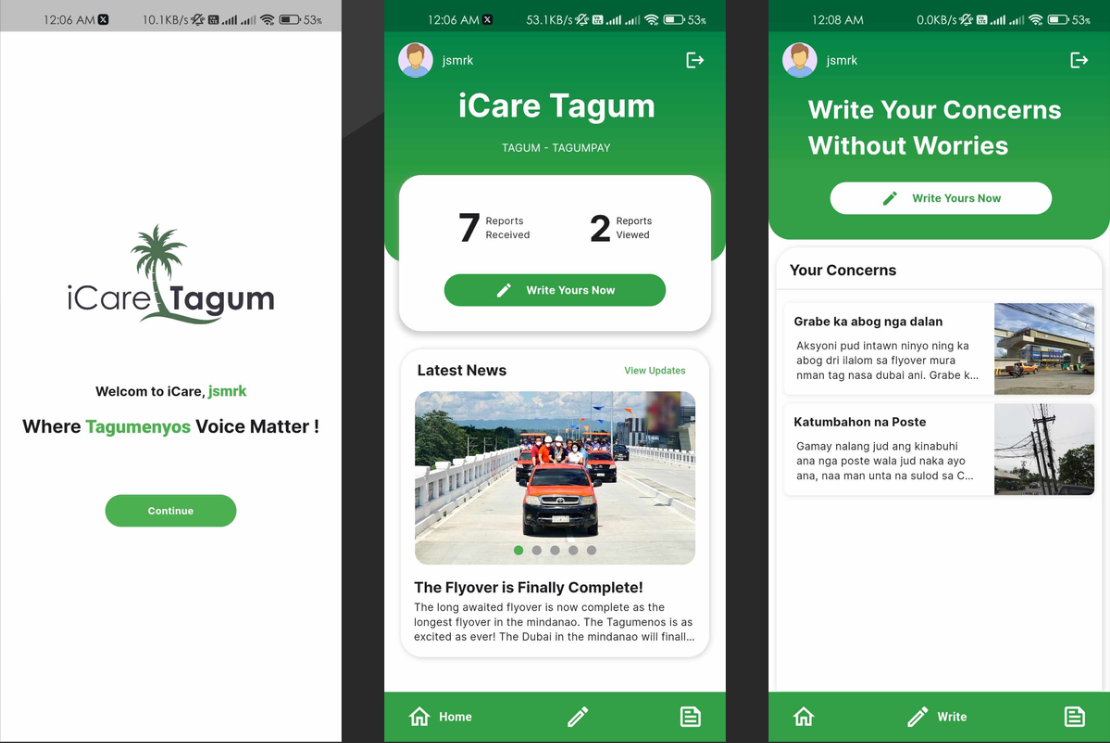 12:06 AM X 10.1KB/s 53%
iCare Tagum
Welcom to iCare, jsmrk
Where Tagumenyos Voice Matter !
Continue
12:06 AM X 53.1KB/s 53%
jsmrk
iCare Tagum
TAGUM - TAGUMPAY
7 Reports
Received
2 Reports
Viewed
Write Yours Now
Latest News
View Updates
The Flyover is Finally Complete!
The long awaited flyover is now complete as the
longest flyover in the mindanao. The Tagumenos is as
excited as ever! The Dubai in the mindanao will finall...
Home
12:08 AM 0.0KB/s 53%
jsmrk
Write Your Concerns
Without Worries
Write Yours Now
Your Concerns
Grabe ka abog nga dalan
Aksyoni pud intawn ninyo ning ka
abog dri ilalom sa flyover mura
nman tag nasa dubai ani. Grabe k...
Katumbahon na Poste
Gamay nalang jud ang kinabuhi
ana nga poste wala jud naka ayo
ana, naa man unta na sulod sa C...
Write